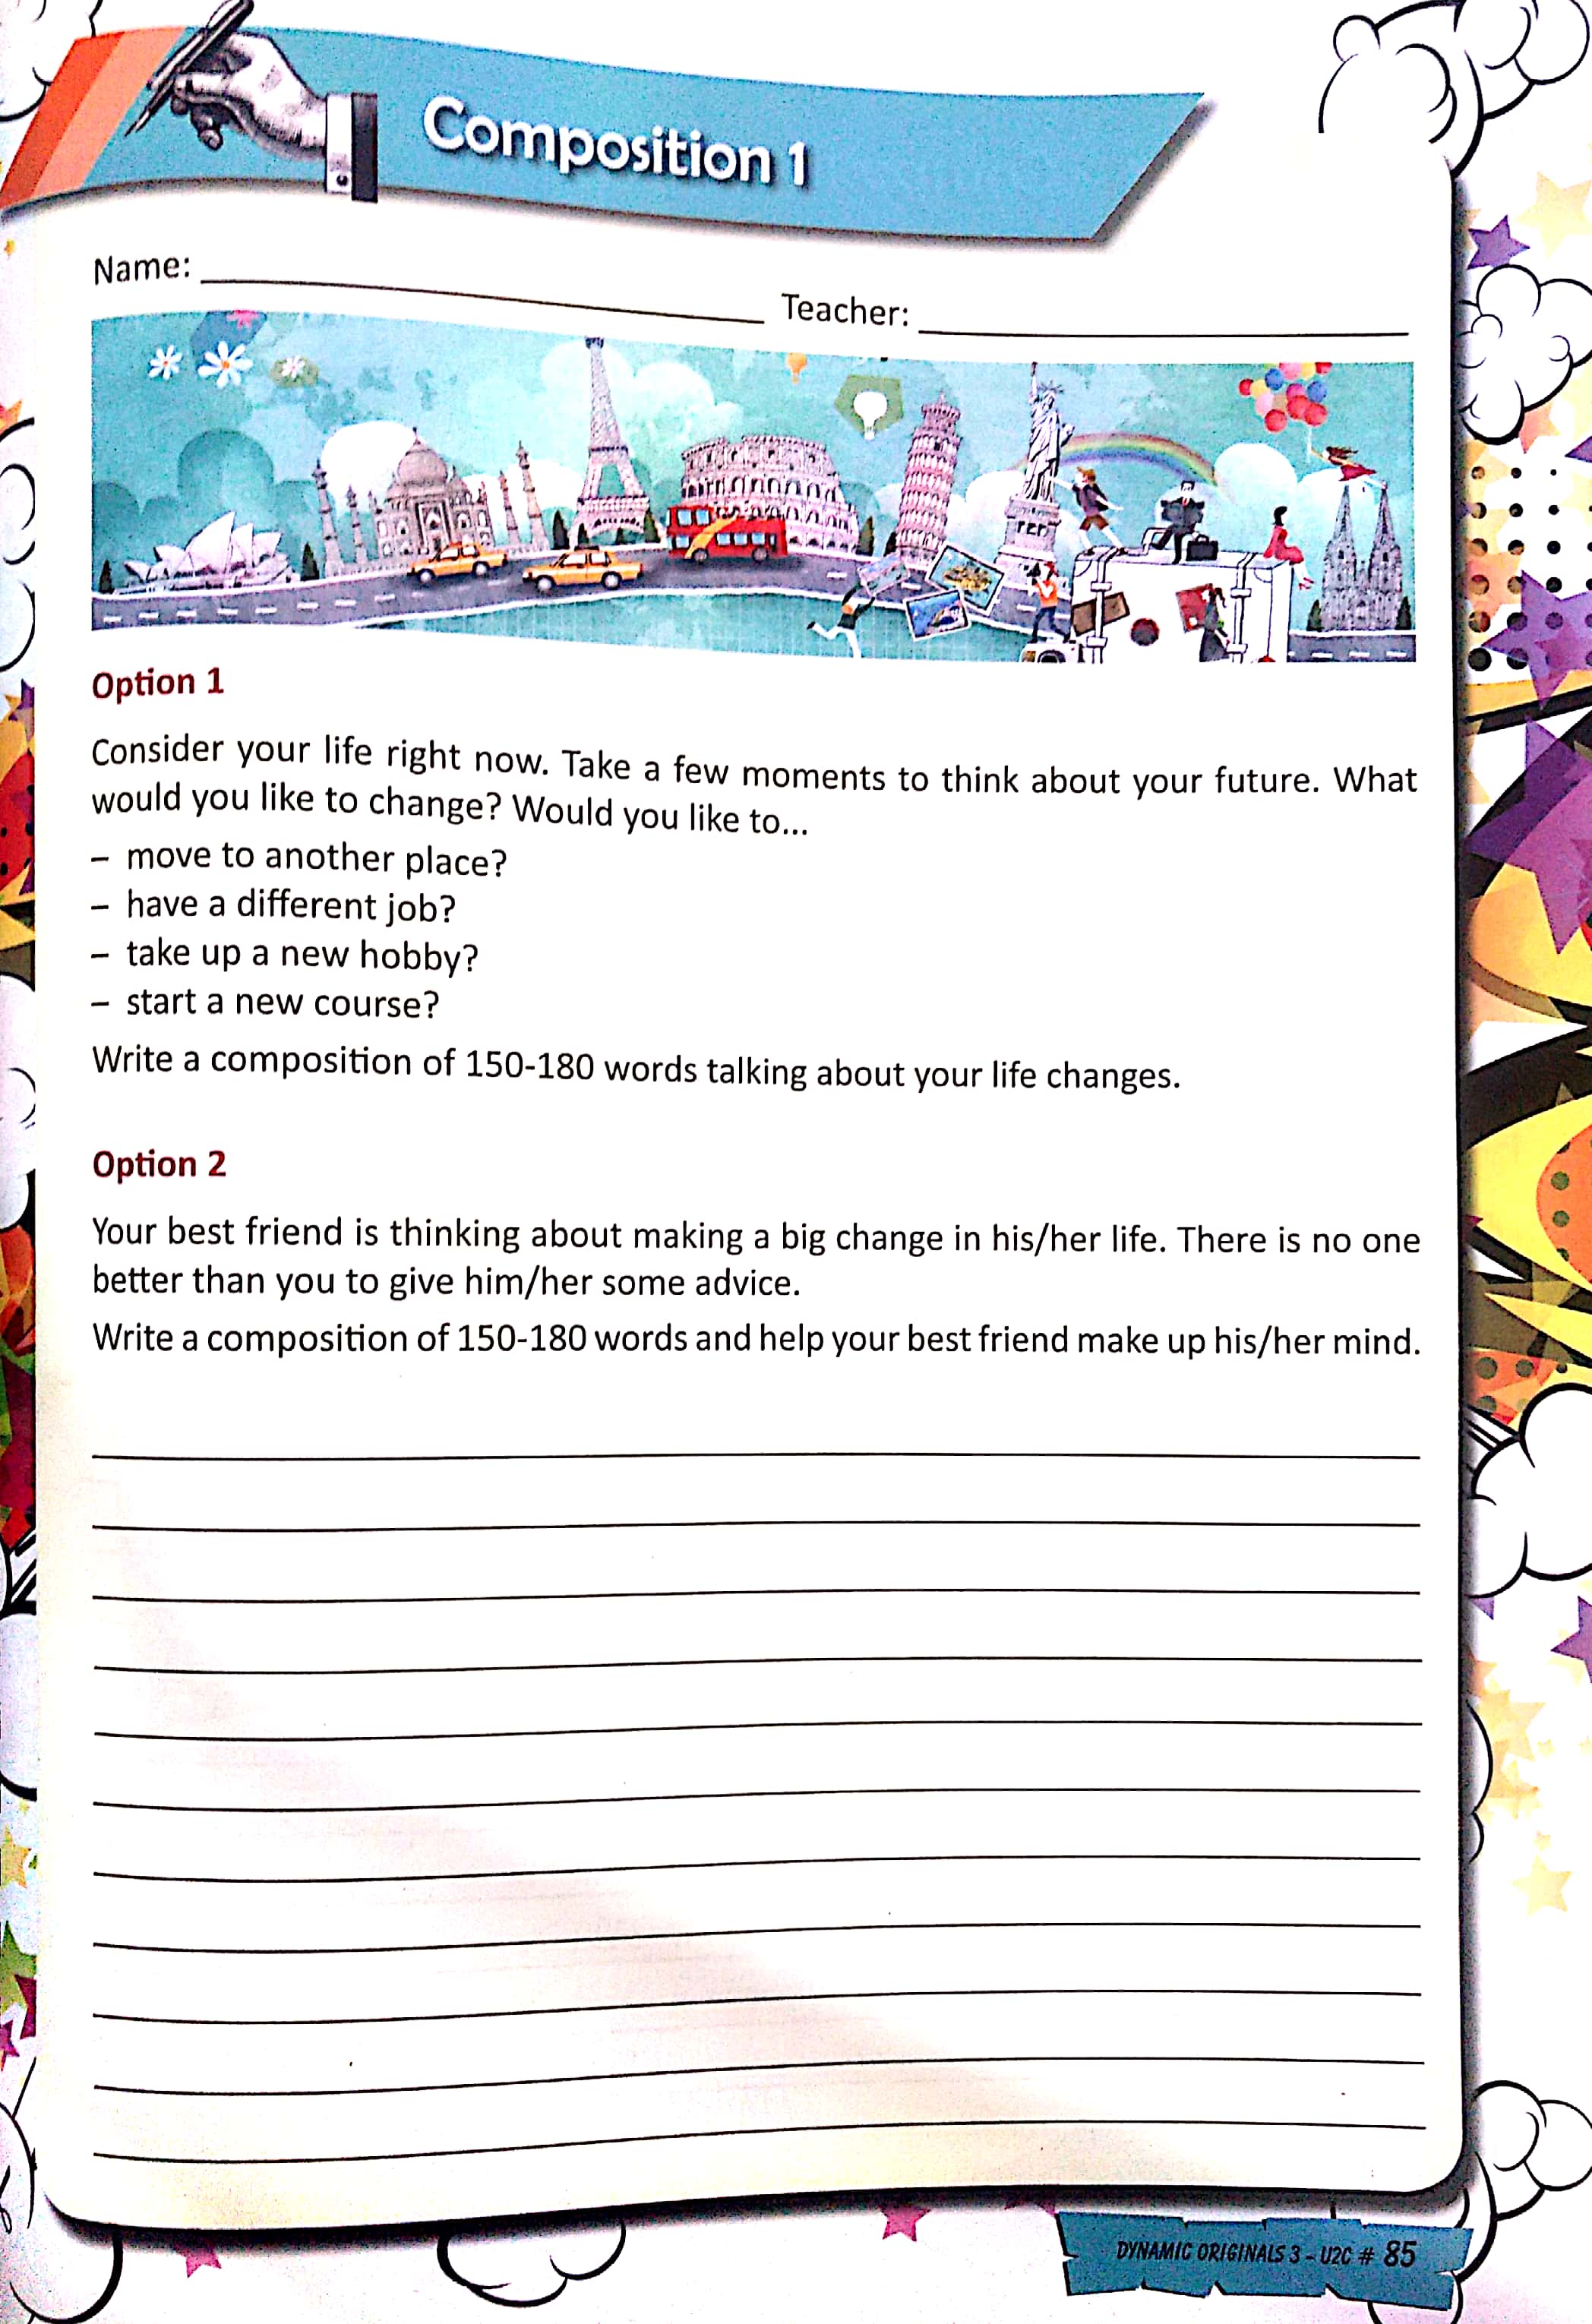 Composition 1
Name:
Teacher:
Option 1
Consider your life right now. Take a few moments to think about your future. What
would you like to change? Would you like to...
– move to another place?
– have a different job?
– take up a new hobby?
– start a new course?
Write a composition of 150-180 words talking about your life changes.
Option 2
Your best friend is thinking about making a big change in his/her life. There is no one
better than you to give him/her some advice.
Write a composition of 150-180 words and help your best friend make up his/her mind.
DYNAMIC ORIGINALS 3 – U2C # 85